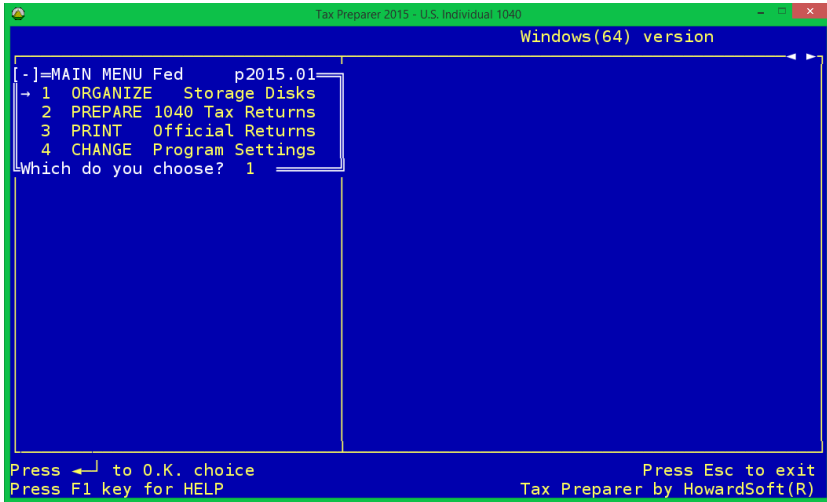 Tax Preparer 2015 - U.S. Individual 1040
Windows(64) version
[-]=MAIN MENU Fed p2015.01
→ 1 ORGANIZE Storage Disks
2 PREPARE 1040 Tax Returns
3 PRINT Official Returns
4 CHANGE Program Settings
Which do you choose? 1
Press ◄┘ to O.K. choice
Press Esc to exit
Press F1 key for HELP
Tax Preparer by HowardSoft(R)